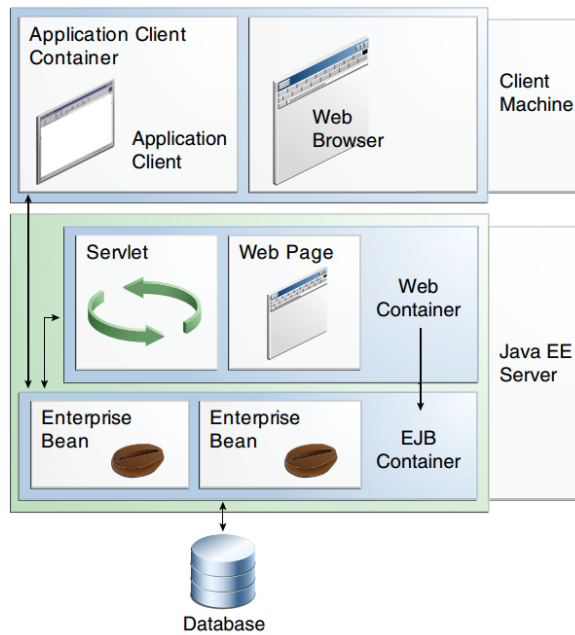 Application Client
Container
Application
Client
Web
Browser
Client
Machine
Servlet
Web Page
Web
Container
Java EE
Server
Enterprise
Bean
Enterprise
Bean
EJB
Container
Database